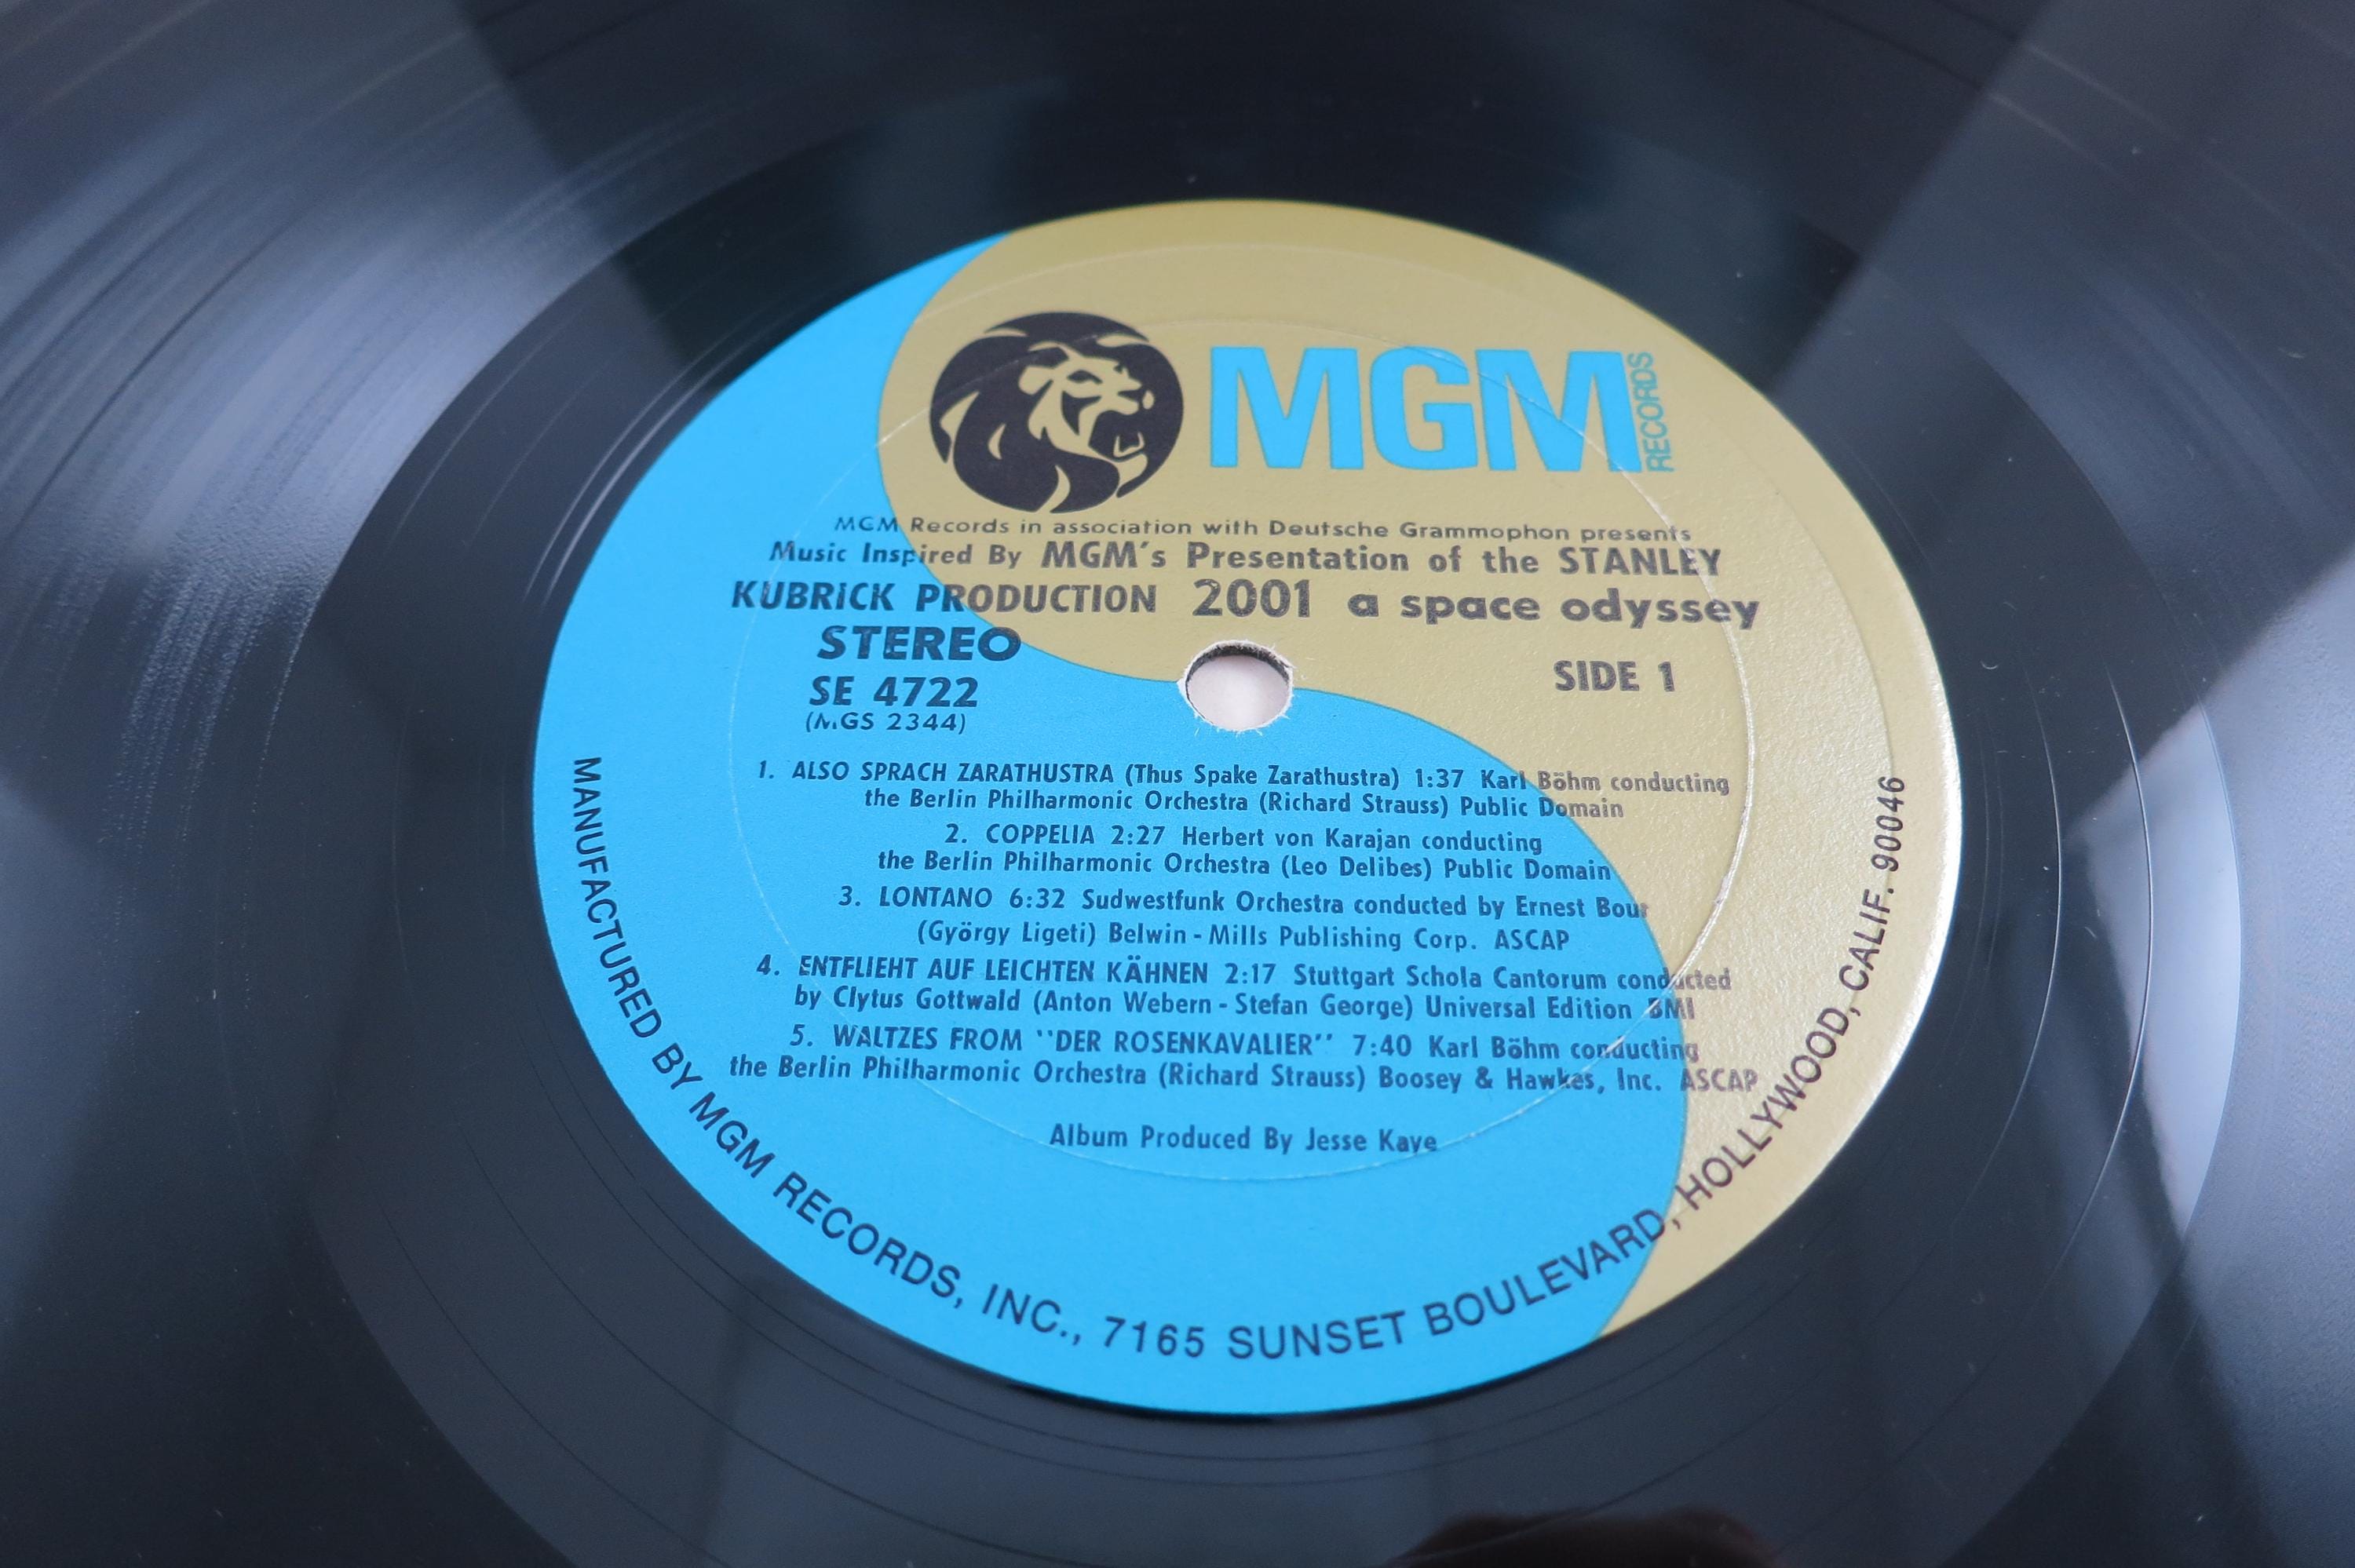 MGM RECORDS
MGM Records in association with Deutsche Grammophon presents
Music Inspired By MGM's Presentation of the STANLEY
KUBRICK PRODUCTION 2001 a space odyssey
STEREO
SIDE 1
SE 4722
(MGS 2344)
1. ALSO SPRACH ZARATHUSTRA (Thus Spake Zarathustra) 1:37 Karl Böhm conducting
the Berlin Philharmonic Orchestra (Richard Strauss) Public Domain
2. COPPELIA 2:27 Herbert von Karajan conducting
the Berlin Philharmonic Orchestra (Leo Delibes) Public Domain
3. LONTANO 6:32 Sudwestfunk Orchestra conducted by Ernest Bour
(György Ligeti) Belwin-Mills Publishing Corp. ASCAP
4. ENTFLIEHT AUF LEICHTEN KÄHNEN 2:17 Stuttgart Schola Cantorum conducted
by Clytus Gottwald (Anton Webern-Stefan George) Universal Edition BMI
5. WALTZES FROM "DER ROSENKAVALIER" 7:40 Karl Böhm conducting
the Berlin Philharmonic Orchestra (Richard Strauss) Boosey & Hawkes, Inc. ASCAP
Album Produced By Jesse Kaye
MANUFACTURED BY MGM RECORDS, INC., 7165 SUNSET BOULEVARD, HOLLYWOOD, CALIF. 90046